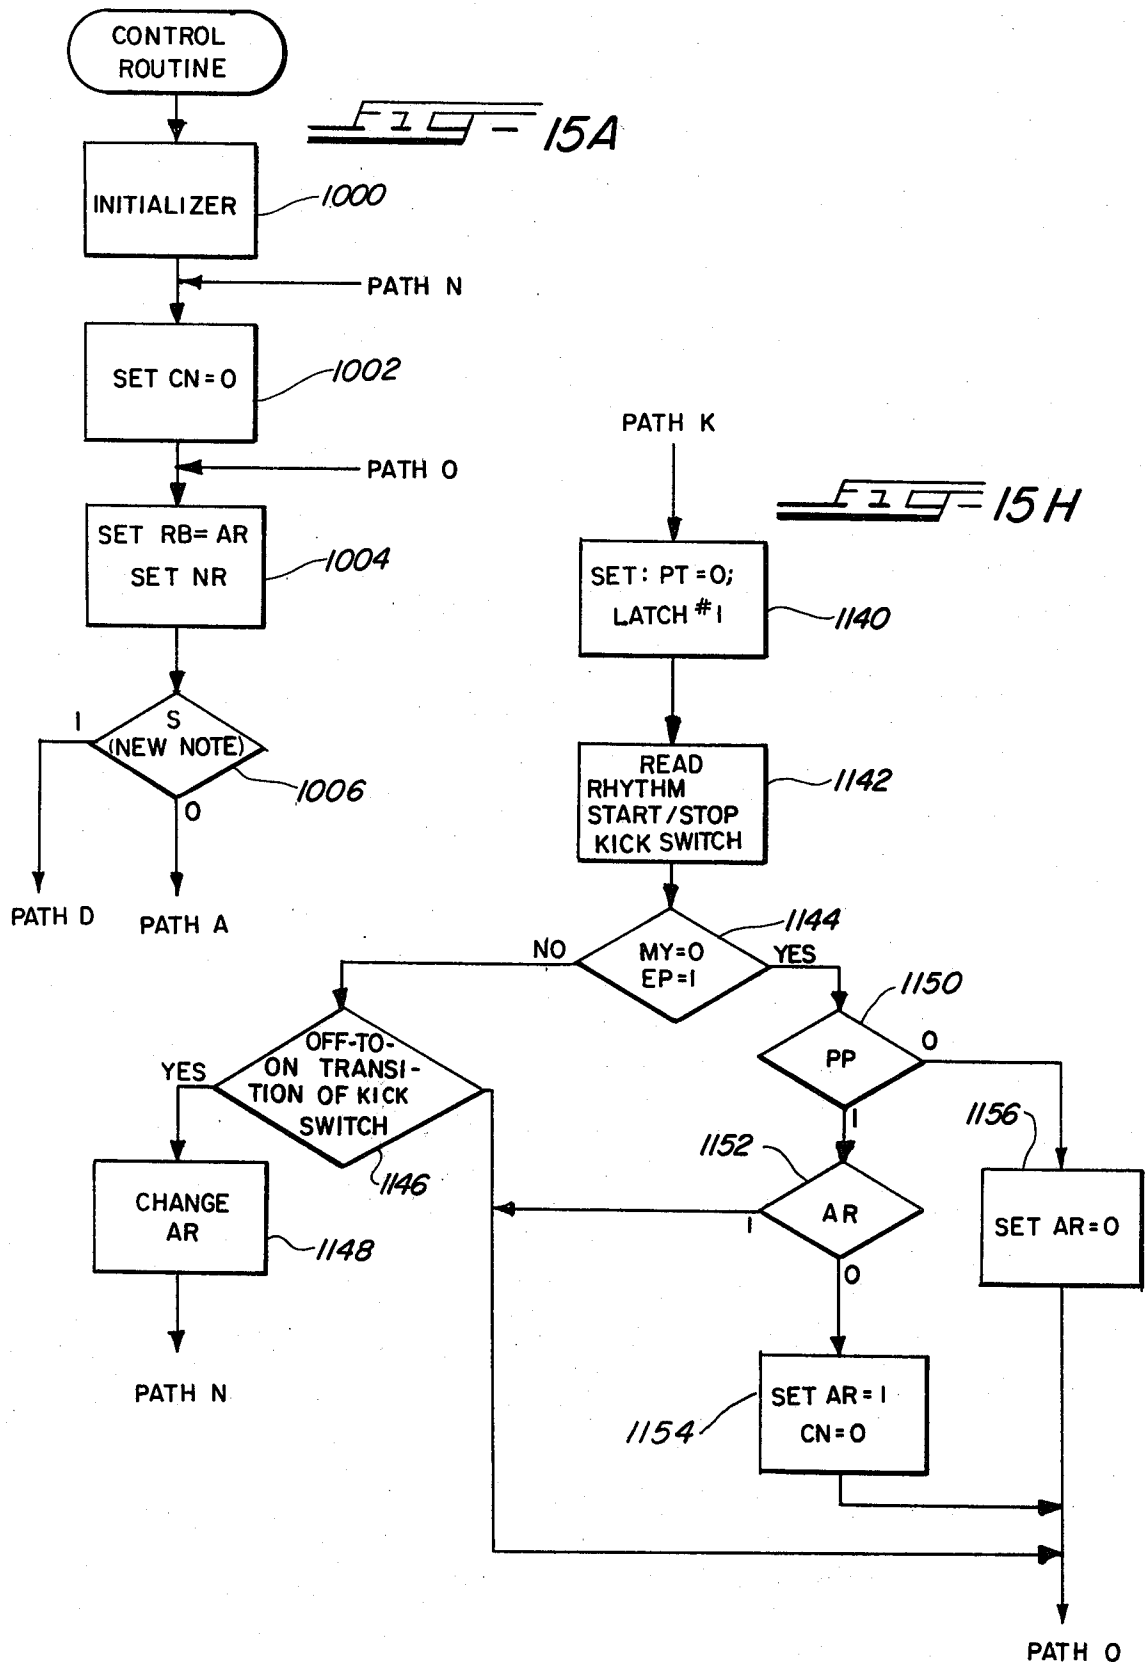 CONTROL
ROUTINE
FIG-15A
INITIALIZER
1000
PATH N
SET CN=0
1002
PATH O
SET RB=AR
SET NR
1004
1
S
(NEW NOTE)
1006
0
PATH D
PATH A
PATH K
FIG-15H
SET: PT=0;
LATCH #1
1140
READ
RHYTHM
START/STOP
KICK SWITCH
1142
1144
NO
MY=0
EP=1
YES
1150
OFF-TO-
ON TRANSI-
TION OF KICK
SWITCH
YES
1146
PP
0
1
1156
1152
CHANGE
AR
1148
AR
1
0
SET AR=0
PATH N
SET AR=1
CN=0
1154
PATH O